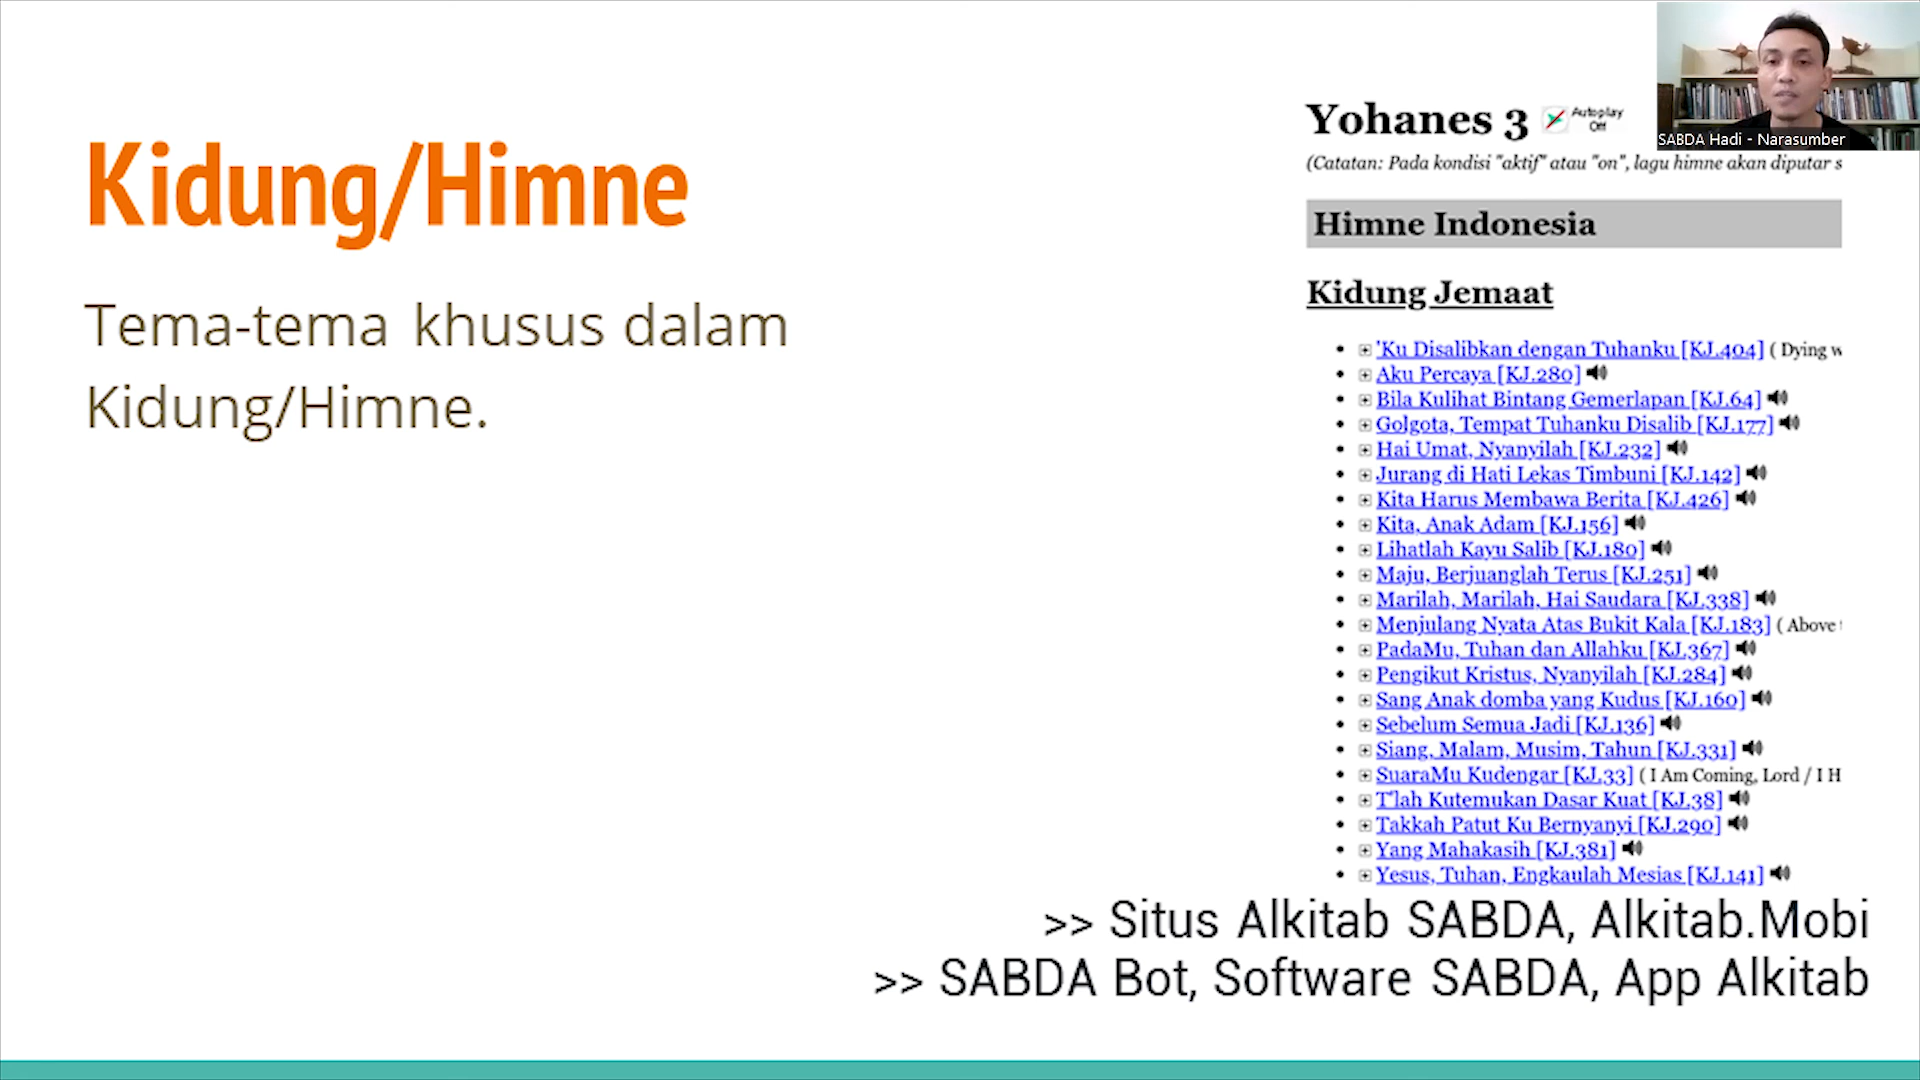 Kidung/Himne
Tema-tema khusus dalam
Kidung/Himne.
SABDA Hadi - Narasumber
Yohanes 3
Autoplay
Off
(Catatan: Pada kondisi "aktif" atau "on", lagu himne akan diputar s
Himne Indonesia
Kidung Jemaat
'Ku Disalibkan dengan Tuhanku [KJ.404] ( Dying w
Aku Percaya [KJ.280]
Bila Kulihat Bintang Gemerlapan [KJ.64]
Golgota, Tempat Tuhanku Disalib [KJ.177]
Hai Umat, Nyanyilah [KJ.232]
Jurang di Hati Lekas Timbuni [KJ.142]
Kita Harus Membawa Berita [KJ.426]
Kita, Anak Adam [KJ.156]
Lihatlah Kayu Salib [KJ.180]
Maju, Berjuanglah Terus [KJ.251]
Marilah, Marilah, Hai Saudara [KJ.338]
Menjulang Nyata Atas Bukit Kala [KJ.183] ( Above
PadaMu, Tuhan dan Allahku [KJ.367]
Pengikut Kristus, Nyanyilah [KJ.284]
Sang Anak domba yang Kudus [KJ.160]
Sebelum Semua Jadi [KJ.136]
Siang, Malam, Musim, Tahun [KJ.331]
SuaraMu Kudengar [KJ.33] ( I Am Coming, Lord / I H
T'lah Kutemukan Dasar Kuat [KJ.38]
Takkah Patut Ku Bernyanyi [KJ.290]
Yang Mahakasih [KJ.381]
Yesus, Tuhan, Engkaulah Mesias [KJ.141]
>> Situs Alkitab SABDA, Alkitab.Mobi
>> SABDA Bot, Software SABDA, App Alkitab